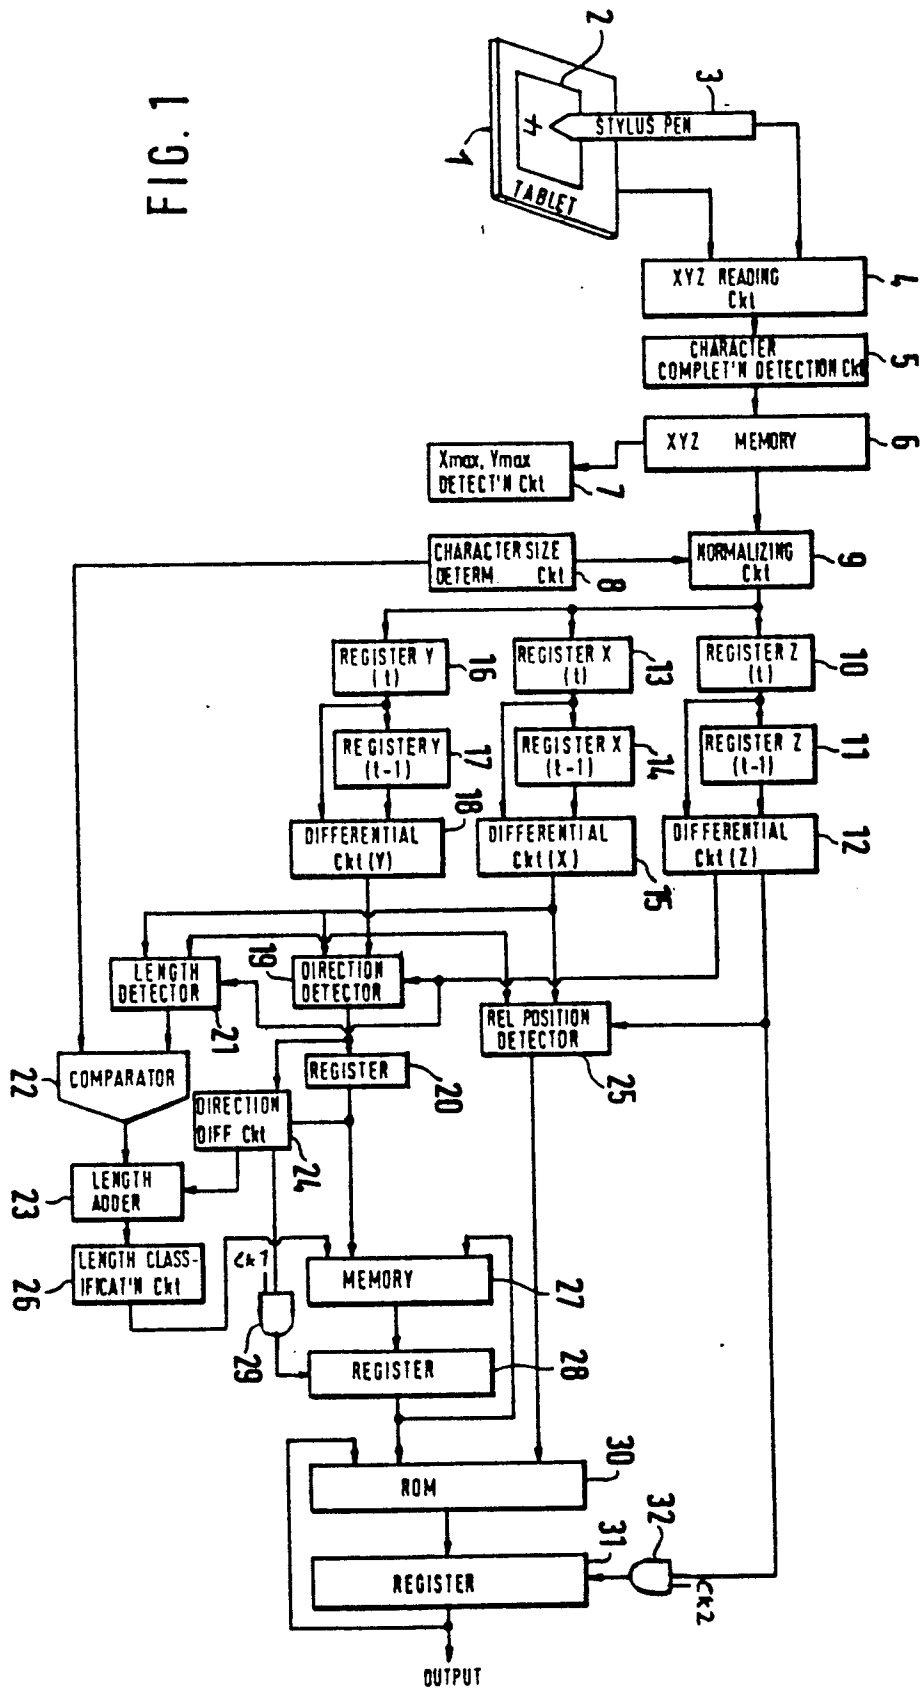 2
3
STYLUS PEN
TABLET
1
FIG. 1
XYZ READING
Ckt
4
CHARACTER
COMPLET'N DETECTION Ckt
5
XYZ MEMORY
6
Xmax, Ymax
DETECT'N Ckt
7
CHARACTER SIZE
DETERM. Ckt
8
NORMALIZING
Ckt
9
REGISTER Y
(t)
16
REGISTER X
(t)
13
REGISTER Z
(t)
10
REGISTER Y
(t-1)
17
REGISTER X
(t-1)
14
REGISTER Z
(t-1)
11
DIFFERENTIAL
Ckt (Y)
18
DIFFERENTIAL
Ckt (X)
15
DIFFERENTIAL
Ckt (Z)
12
LENGTH
DETECTOR
21
19
DIRECTION
DETECTOR
REL POSITION
DETECTOR
25
22
COMPARATOR
REGISTER
20
DIRECTION
DIFF Ckt
24
23
LENGTH
ADDER
26
LENGTH CLASS-
IFICAT'N Ckt
Ck1
29
MEMORY
27
REGISTER
28
ROM
30
REGISTER
31
32
Ck2
OUTPUT